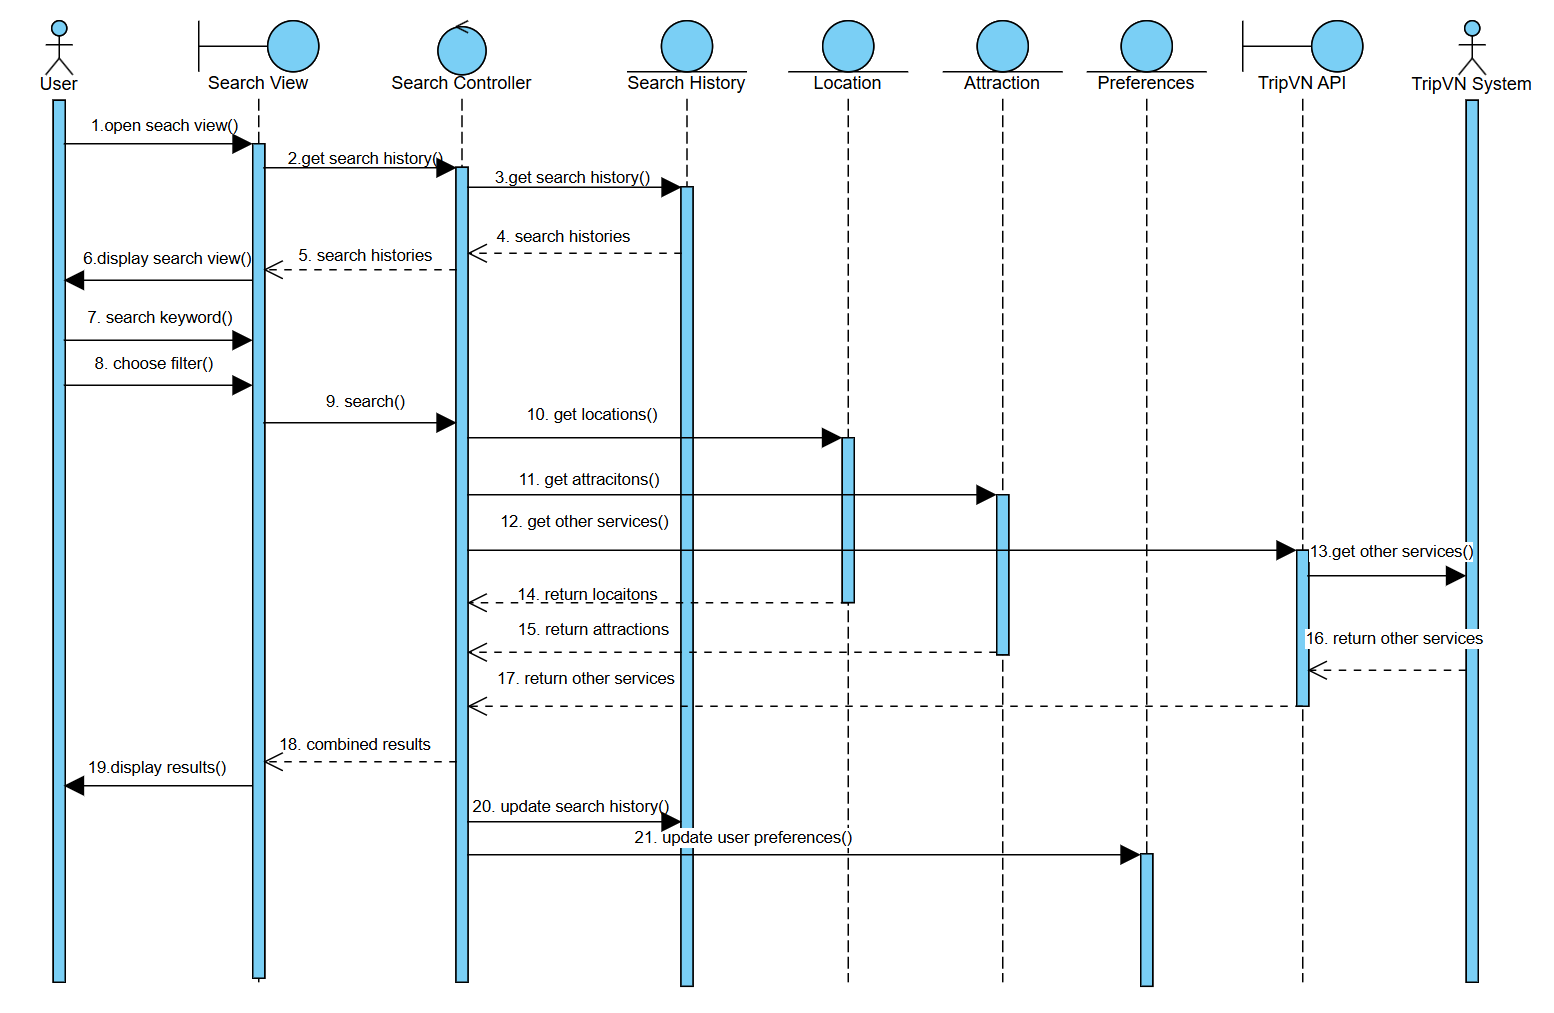 User
Search View
Search Controller
Search History
Location
Attraction
Preferences
TripVN API
TripVN System
1.open seach view()
2.get search history()
3.get search history()
4. search histories
5. search histories
6.display search view()
7. search keyword()
8. choose filter()
9. search()
10. get locations()
11. get attracitons()
12. get other services()
13.get other services()
14. return locaitons
15. return attractions
16. return other services
17. return other services
18. combined results
19.display results()
20. update search history()
21. update user preferences()